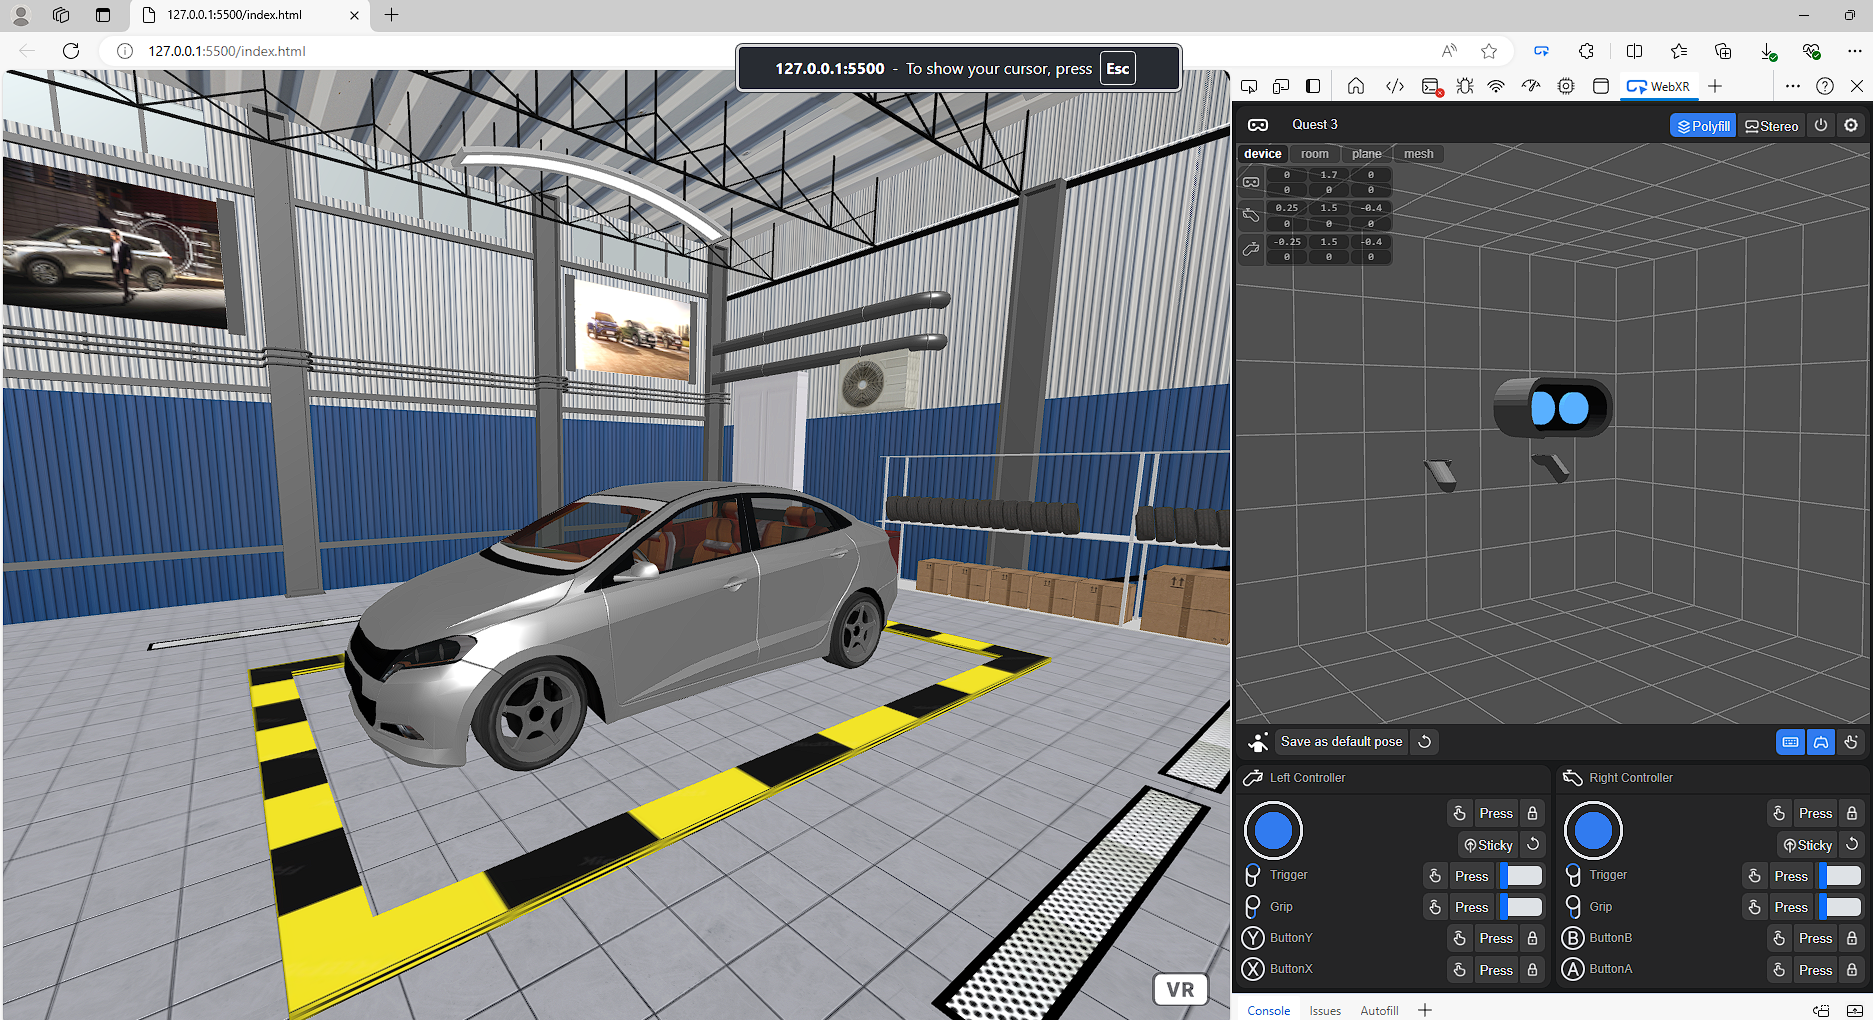 127.0.0.1:5500/index.html
127.0.0.1:5500/index.html
127.0.0.1:5500 - To show your cursor, press Esc
WebXR
Quest 3
Polyfill
Stereo
device room plane mesh
0 1.7 0
0 0 0
0.25 1.5 -0.4
0 0 0
-0.25 1.5 -0.4
0 0 0
Save as default pose
Left Controller
Press
Sticky
Trigger Press
Grip Press
Y ButtonY Press
X ButtonX Press
Right Controller
Press
Sticky
Trigger Press
Grip Press
B ButtonB Press
A ButtonA Press
VR
Console Issues Autofill